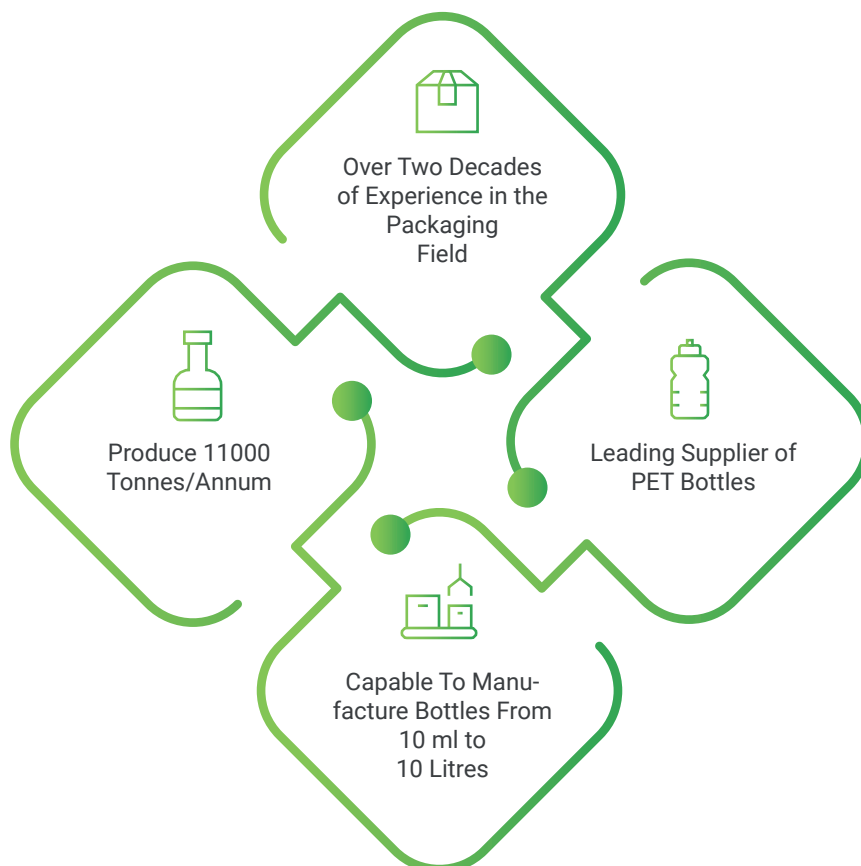 Over Two Decades
of Experience in the
Packaging
Field
Produce 11000
Tonnes/Annum
Leading Supplier of
PET Bottles
Capable To Manu-
facture Bottles From
10 ml to
10 Litres